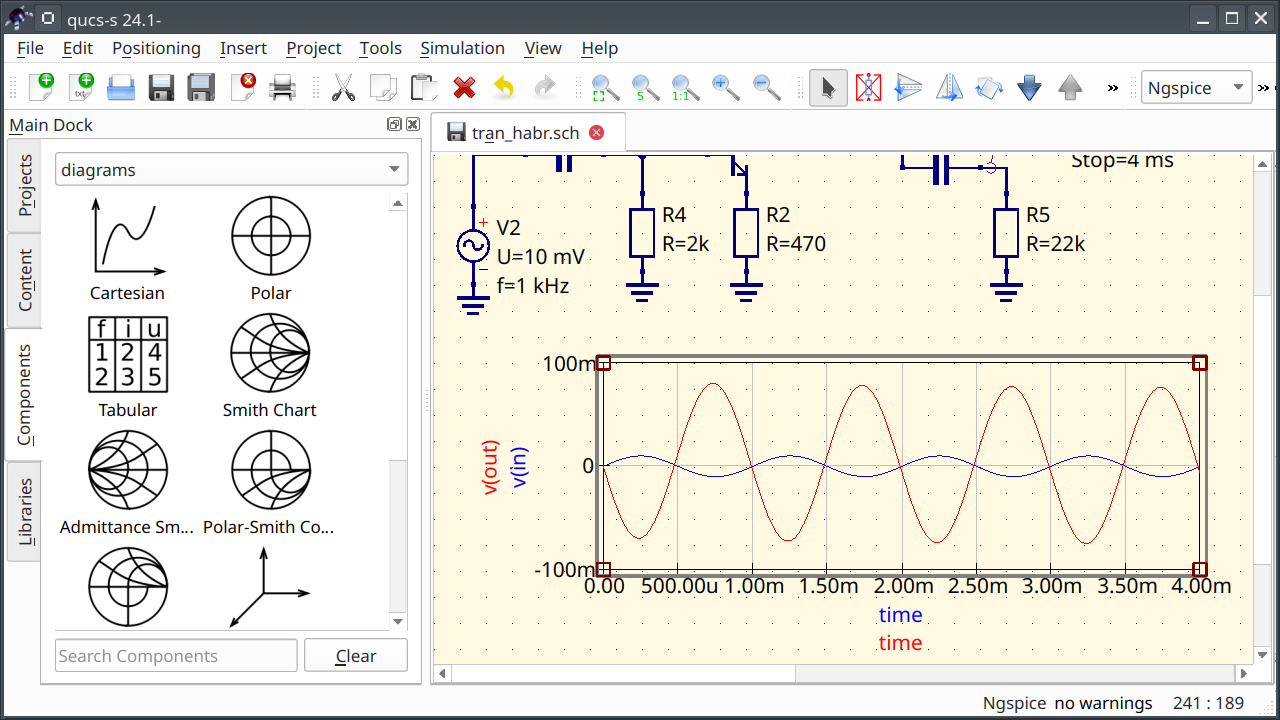 qucs-s 24.1-
File Edit Positioning Insert Project Tools Simulation View Help
txt
S
1:1
»
Ngspice
»
Main Dock
tran_habr.sch
Projects
Content
Components
Libraries
diagrams
Cartesian
Polar
f i u
1 2 4
2 3 5
Tabular
Smith Chart
Admittance Sm...
Polar-Smith Co...
Search Components
Clear
Stop=4 ms
V2
U=10 mV
f=1 kHz
R4
R=2k
R2
R=470
R5
R=22k
100m
0
-100m
v(out)
v(in)
0.00 500.00u 1.00m 1.50m 2.00m 2.50m 3.00m 3.50m 4.00m
time
time
Ngspice no warnings 241 : 189